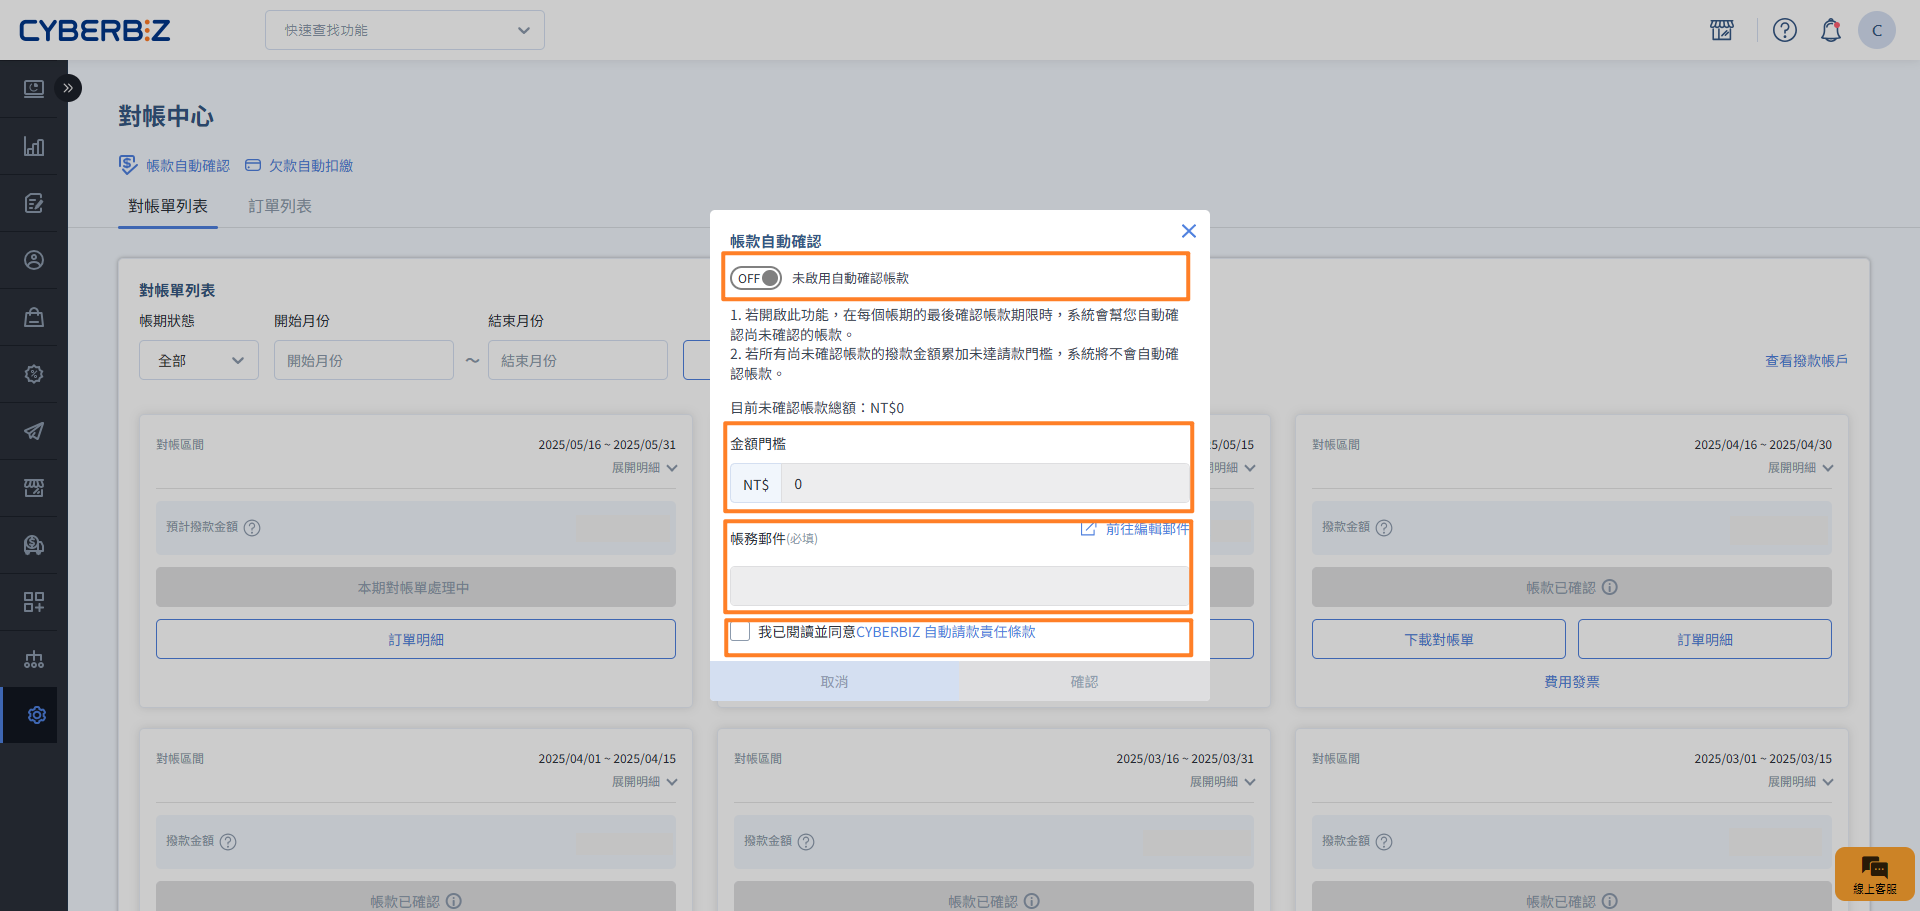 CYBERBIZ
快速查找功能
C
對帳中心
帳款自動確認
欠款自動扣繳
對帳單列表
訂單列表
對帳單列表
帳期狀態
開始月份
結束月份
全部
開始月份
~
結束月份
查看撥款帳戶
帳款自動確認
OFF
未啟用自動確認帳款
1. 若開啟此功能，在每個帳期的最後確認帳款期限時，系統會幫您自動確
認尚未確認的帳款。
2. 若所有尚未確認帳款的撥款金額累加未達請款門檻，系統將不會自動確
認帳款。
目前未確認帳款總額：NT$0
金額門檻
NT$
0
帳務郵件(必填)
前往編輯郵件
我已閱讀並同意CYBERBIZ 自動請款責任條款
取消
確認
對帳區間
2025/05/16 ~ 2025/05/31
展開明細
預計撥款金額
本期對帳單處理中
訂單明細
5/05/15
明細
對帳區間
2025/04/16 ~ 2025/04/30
展開明細
撥款金額
帳款已確認
下載對帳單
訂單明細
費用發票
對帳區間
2025/04/01 ~ 2025/04/15
展開明細
撥款金額
帳款已確認
對帳區間
2025/03/16 ~ 2025/03/31
展開明細
撥款金額
帳款已確認
對帳區間
2025/03/01 ~ 2025/03/15
展開明細
撥款金額
帳款已確認
線上客服